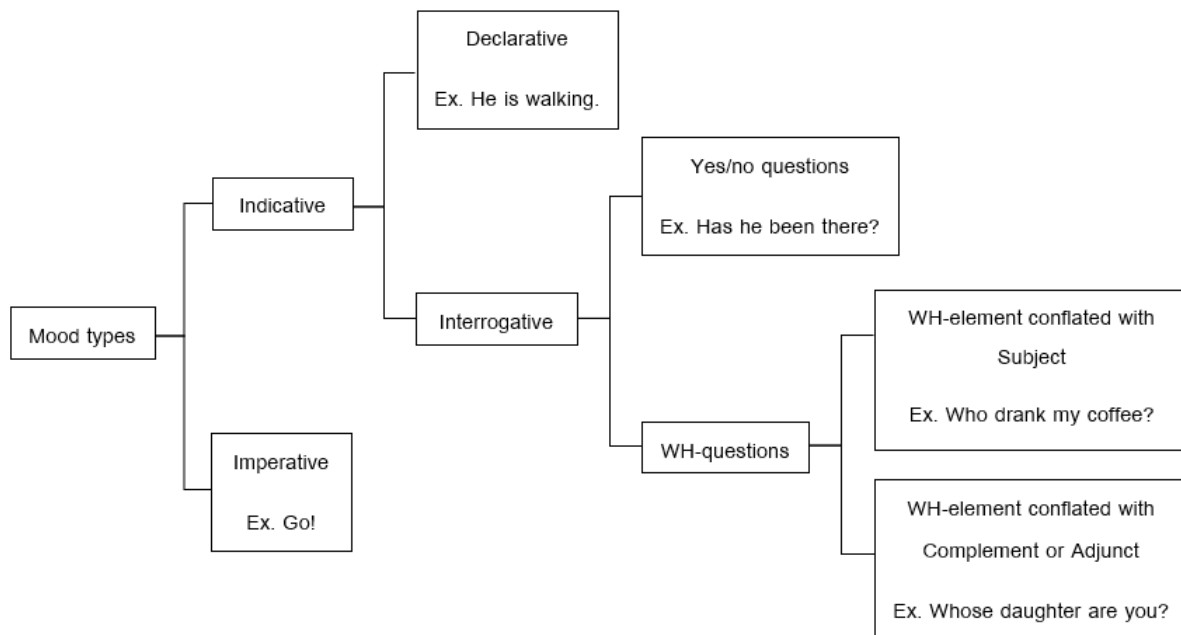 Declarative
Ex. He is walking.
Yes/no questions
Ex. Has he been there?
Indicative
Interrogative
Mood types
WH-element conflated with
Subject
Ex. Who drank my coffee?
WH-questions
Imperative
Ex. Go!
WH-element conflated with
Complement or Adjunct
Ex. Whose daughter are you?